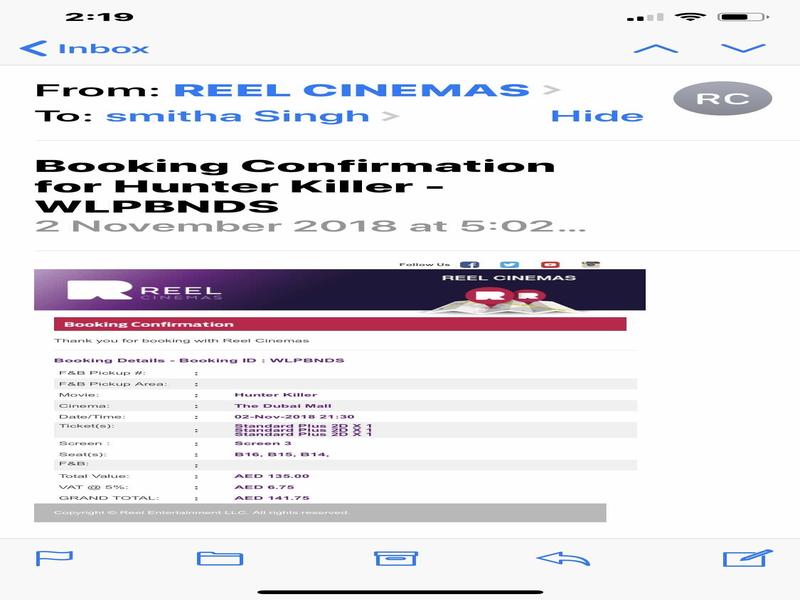 2:19
Inbox
From: REEL CINEMAS
To: smitha Singh Hide
RC
Booking Confirmation
for Hunter Killer -
WLPBNDS
2 November 2018 at 5:02...
Follow Us
REEL CINEMAS
REEL CINEMAS
R R
Booking Confirmation
Thank you for booking with Reel Cinemas
Booking Details - Booking ID : WLPBNDS
F&B Pickup #: :
F&B Pickup Area: :
Movie: : Hunter Killer
Cinema: : The Dubai Mall
Date/Time: : 02-Nov-2018 21:30
Ticket(s): : Standard Plus 2D X 1
Standard Plus 2D X 1
Standard Plus 2D X 1
Screen : : Screen 3
Seat(s): : B16, B15, B14,
F&B: :
Total Value: : AED 135.00
VAT @ 5%: : AED 6.75
GRAND TOTAL: : AED 141.75
Copyright © Reel Entertainment LLC. All rights reserved.